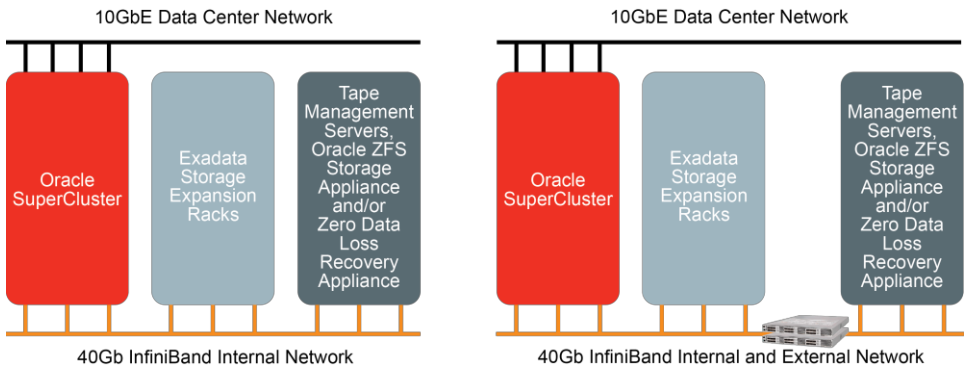 10GbE Data Center Network
Oracle
SuperCluster
Exadata
Storage
Expansion
Racks
Tape
Management
Servers,
Oracle ZFS
Storage
Appliance
and/or
Zero Data
Loss
Recovery
Appliance
40Gb InfiniBand Internal Network
10GbE Data Center Network
Oracle
SuperCluster
Exadata
Storage
Expansion
Racks
Tape
Management
Servers,
Oracle ZFS
Storage
Appliance
and/or
Zero Data
Loss
Recovery
Appliance
40Gb InfiniBand Internal and External Network